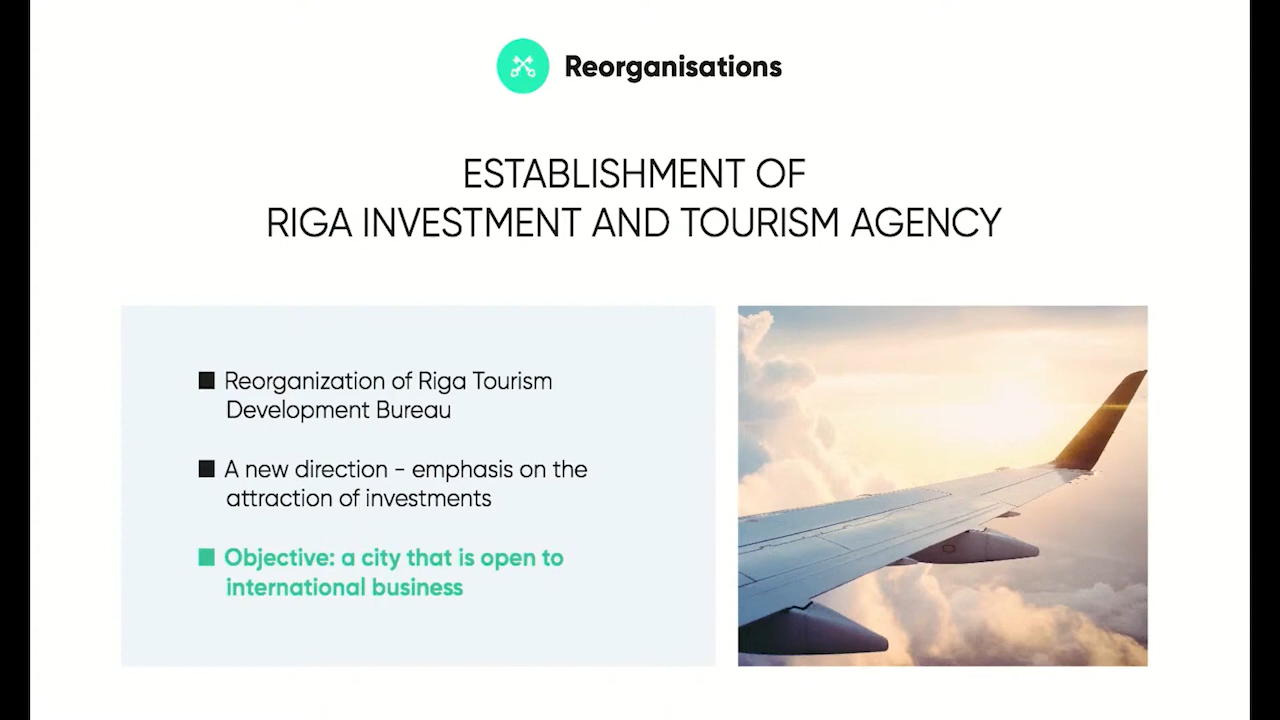 Reorganisations
ESTABLISHMENT OF
RIGA INVESTMENT AND TOURISM AGENCY
Reorganization of Riga Tourism
Development Bureau
A new direction - emphasis on the
attraction of investments
Objective: a city that is open to
international business